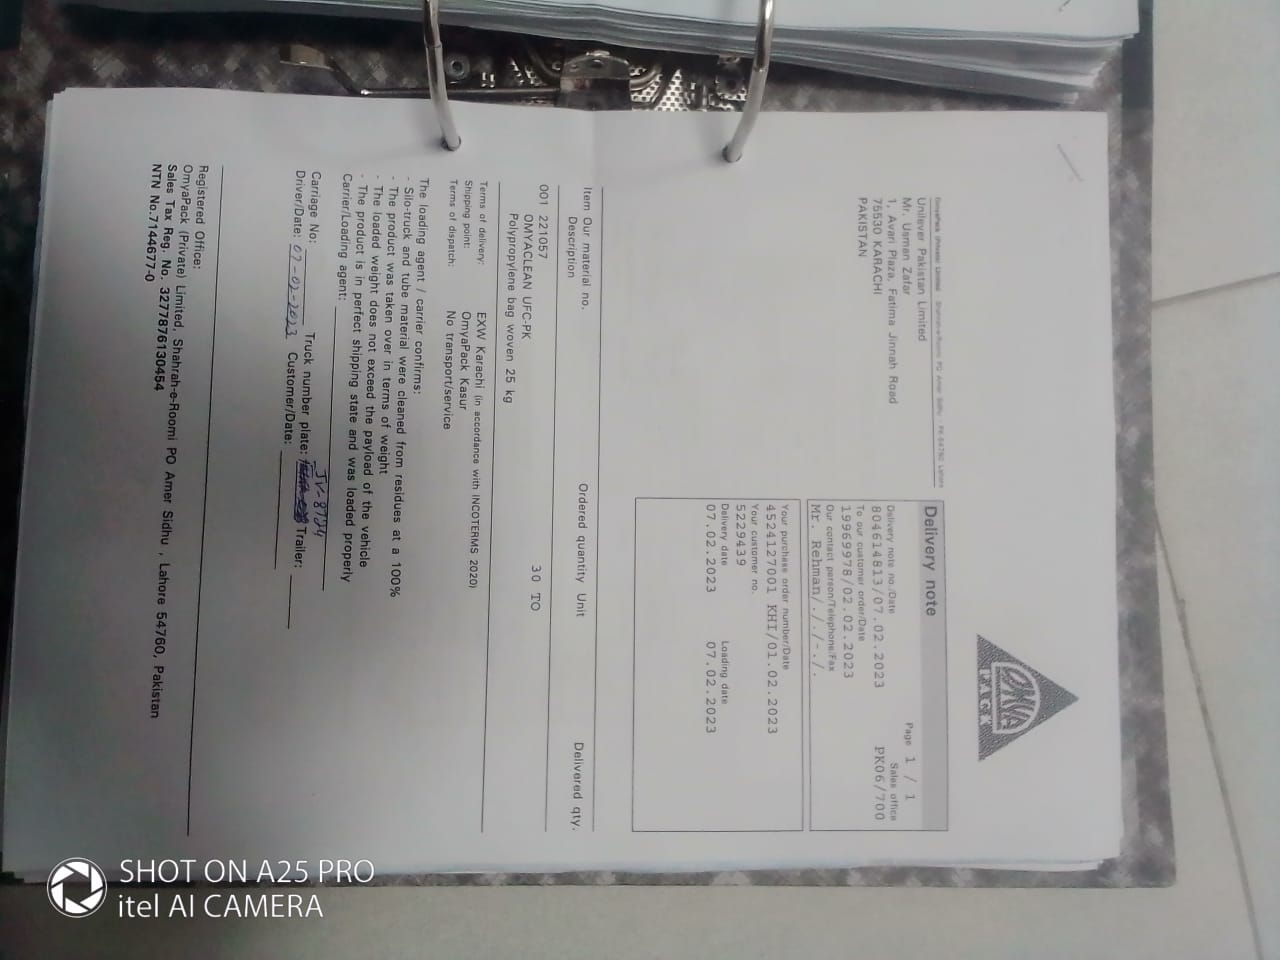 OMYA
PACK
OmyaPack (Private) Limited - Shahrah-e-Roomi PO Amer Sidhu - PK-54760 Lahore
Unilever Pakistan Limited
Mr. Usman Zafar
1, Avari Plaza, Fatima Jinnah Road
75530 KARACHI
PAKISTAN
Delivery note
Page 1 / 1
Delivery note no./Date Sales office
804614813/07.02.2023 PK06/700
To our customer order/Date
19969978/02.02.2023
Our contact person/Telephone/Fax
Mr. Rehman/././-./.
Your purchase order number/Date
4524127001 KHI/01.02.2023
Your customer no.
5229439
Delivery date Loading date
07.02.2023 07.02.2023
Item Our material no. Ordered quantity Unit Delivered qty.
Description
001 221057 30 TO
OMYACLEAN UFC-PK
Polypropylene bag woven 25 kg
Terms of delivery: EXW Karachi (in accordance with INCOTERMS 2020)
Shipping point: OmyaPack Kasur
Terms of dispatch: No transport/service
The loading agent / carrier confirms:
- Silo-truck and tube material were cleaned from residues at a 100%
- The product was taken over in terms of weight
- The loaded weight does not exceed the payload of the vehicle
- The product is in perfect shipping state and was loaded properly
Carrier/Loading agent:
JV-8724
Carriage No: Truck number plate: Trailer:
Driver/Date: 07-02-2023 Customer/Date:
Registered Office:
OmyaPack (Private) Limited, Shahrah-e-Roomi PO Amer Sidhu , Lahore 54760, Pakistan
Sales Tax Reg. No. 3277876130454
NTN No.7144677-0
SHOT ON A25 PRO
itel AI CAMERA